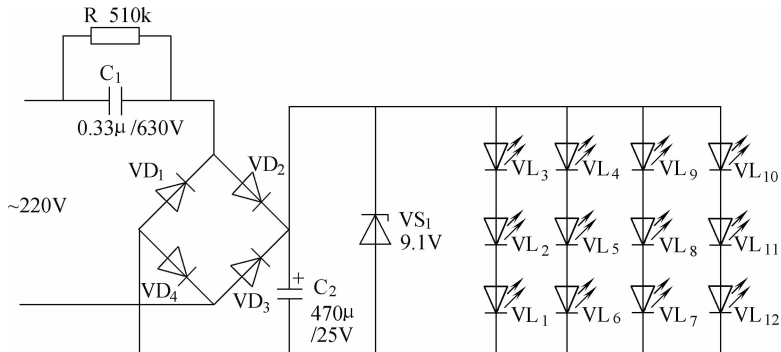 R 510k
C1
0.33μ/630V
VD1
VD2
~220V
VD4
VD3
+
C2
470μ
/25V
VS1
9.1V
VL3
VL4
VL9
VL10
VL2
VL5
VL8
VL11
VL1
VL6
VL7
VL12